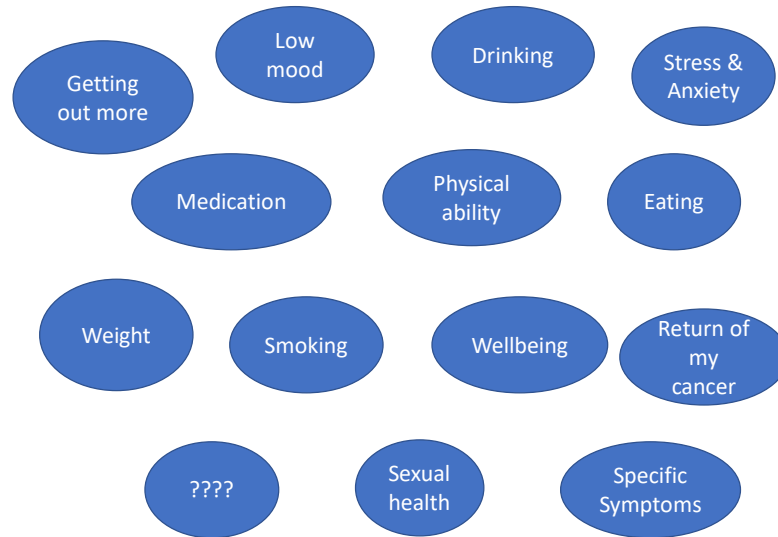 Getting
out more
Low
mood
Drinking
Stress &
Anxiety
Medication
Physical
ability
Eating
Weight
Smoking
Wellbeing
Return of
my
cancer
????
Sexual
health
Specific
Symptoms